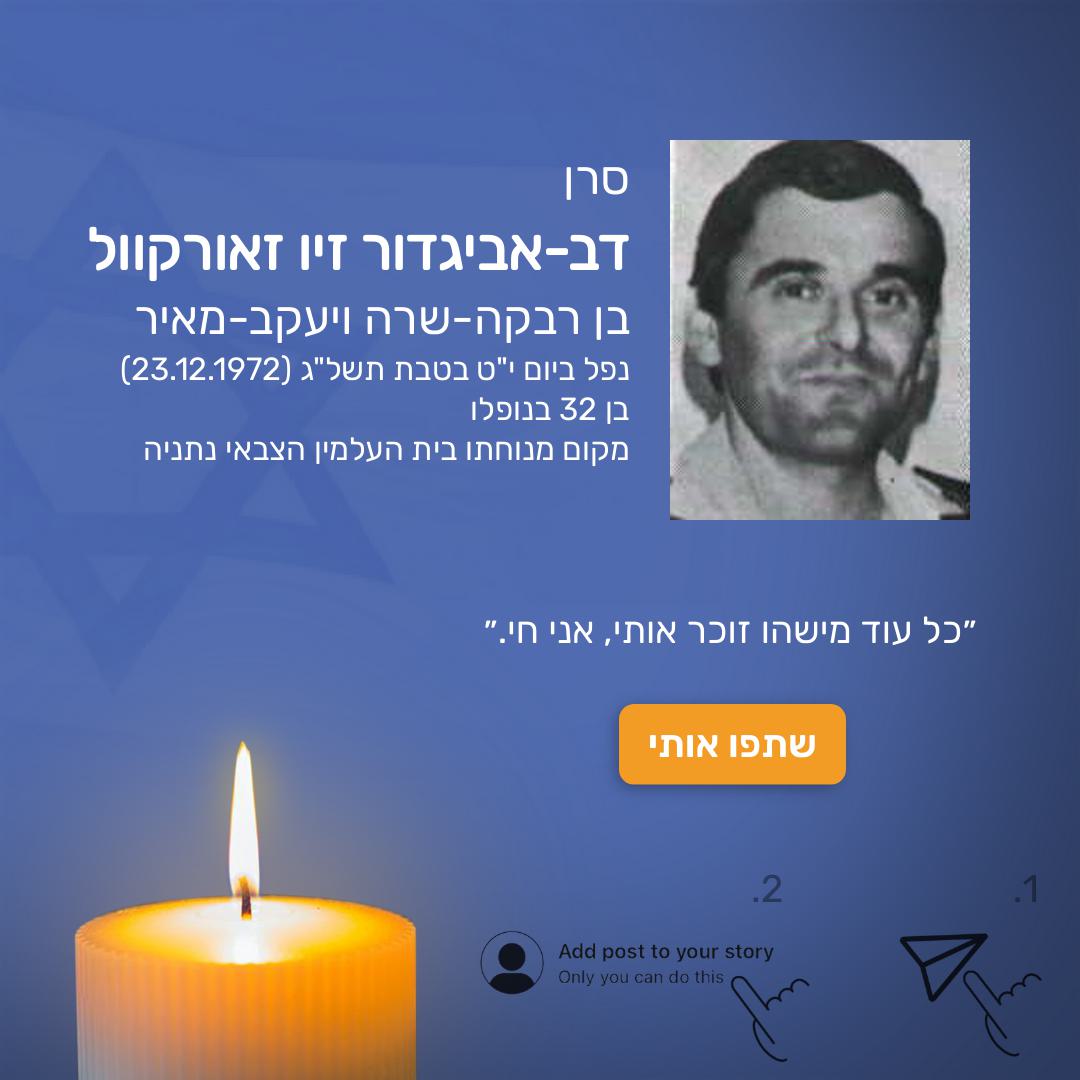 סרן
דב-אביגדור זיו זאורקוול
בן רבקה-שרה ויעקב-מאיר
נפל ביום י"ט בטבת תשל"ג (23.12.1972)
בן 32 בנופלו
מקום מנוחתו בית העלמין הצבאי נתניה
״כל עוד מישהו זוכר אותי, אני חי.״
שתפו אותי
1.
2.
Add post to your story
Only you can do this